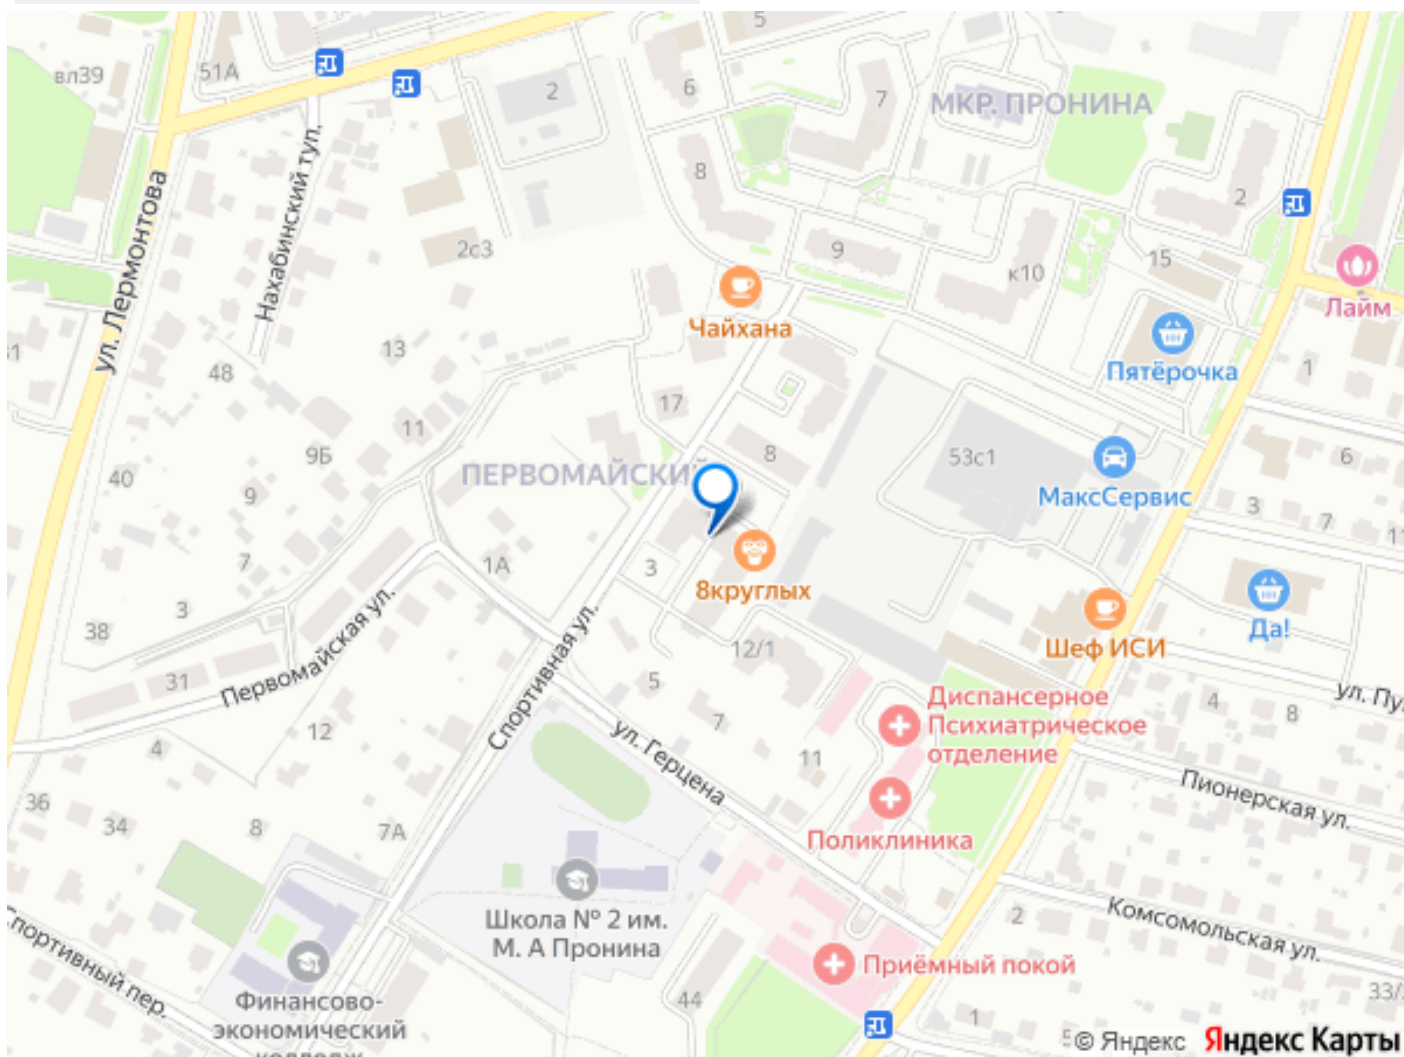 5
вл39
51А
2
6
7
МКР. ПРОНИНА
ул. Лермонтова
Нахабинский туп.
8
2с3
9
к10
2
15
Лайм
Чайхана
Пятёрочка
1
13
48
17
11
9Б
40
9
ПЕРВОМАЙСКИ
8
53с1
МаксСервис
6
3
7
11
7
1А
3
8круглых
Да!
Шеф ИСИ
3
38
31
Первомайская ул.
Спортивная ул.
12/1
5
7
4
8
ул. Пу
Диспансерное
Психиатрическое
отделение
12
4
11
ул. Герцена
Пионерская ул.
36
34
8
7А
Поликлиника
Школа № 2 им.
М. А Пронина
2
Комсомольская ул.
Спортивный пер.
Приёмный покой
Финансово-
экономический
колледж
44
1
33/
5
© Яндекс Яндекс Карты